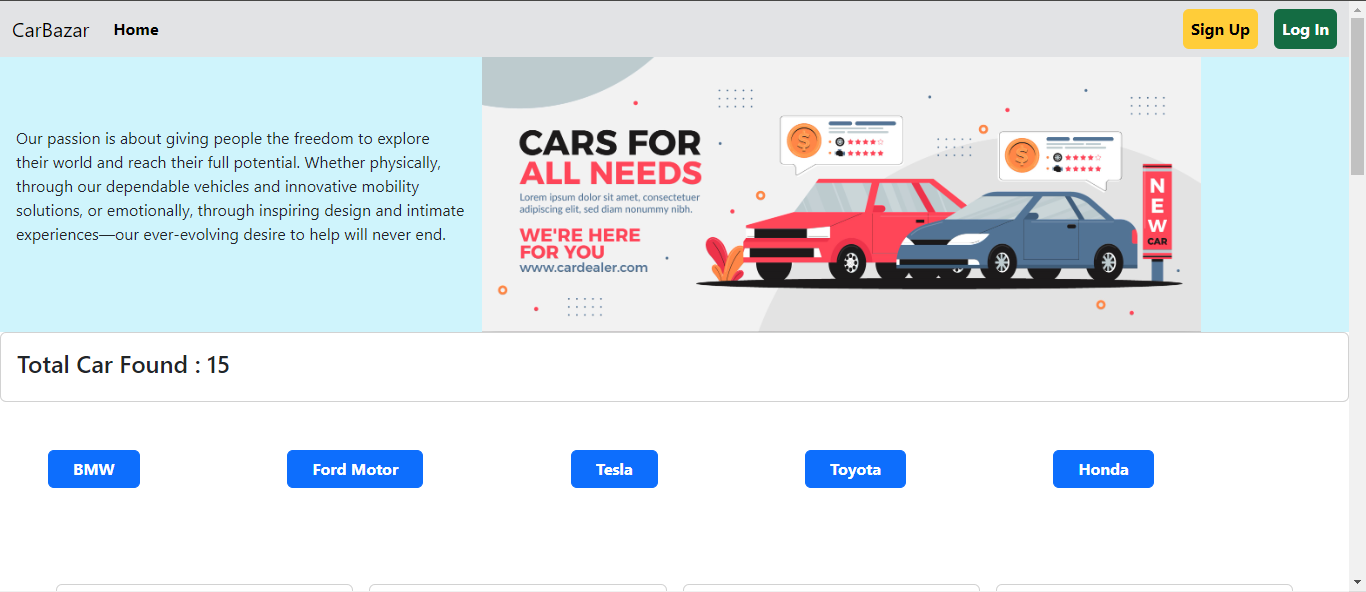 CarBazar Home Sign Up Log In
Our passion is about giving people the freedom to explore
their world and reach their full potential. Whether physically,
through our dependable vehicles and innovative mobility
solutions, or emotionally, through inspiring design and intimate
experiences—our ever-evolving desire to help will never end.
CARS FOR
ALL NEEDS
Lorem ipsum dolor sit amet, consectetuer
adipiscing elit, sed diam nonummy nibh.
WE'RE HERE
FOR YOU
www.cardealer.com
$
$
NEW
CAR
Total Car Found : 15
BMW Ford Motor Tesla Toyota Honda